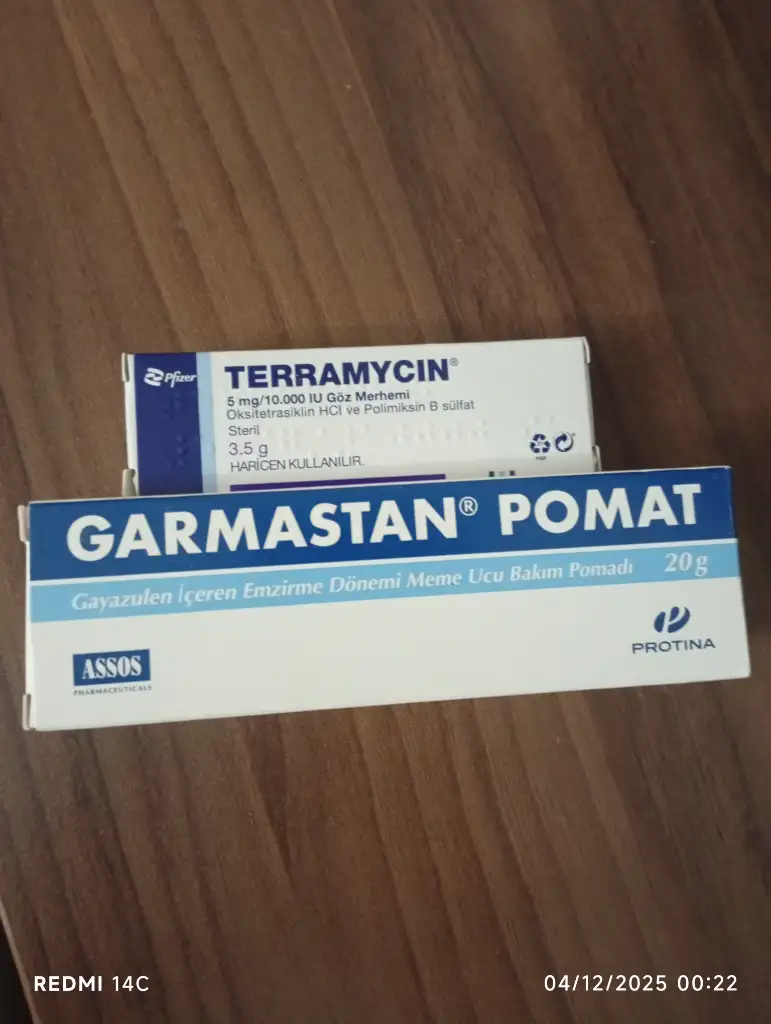 Pfizer
TERRAMYCIN®
5 mg/10.000 IU Göz Merhemi
Oksitetrasiklin HCl ve Polimiksin B sülfat
Steril
3.5 g
HARİCEN KULLANILIR.
GARMASTAN® POMAT
Gayazulen İçeren Emzirme Dönemi Meme Ucu Bakım Pomadı 20 g
ASSOS
PHARMACEUTICALS
PROTINA
REDMI 14C
04/12/2025 00:22